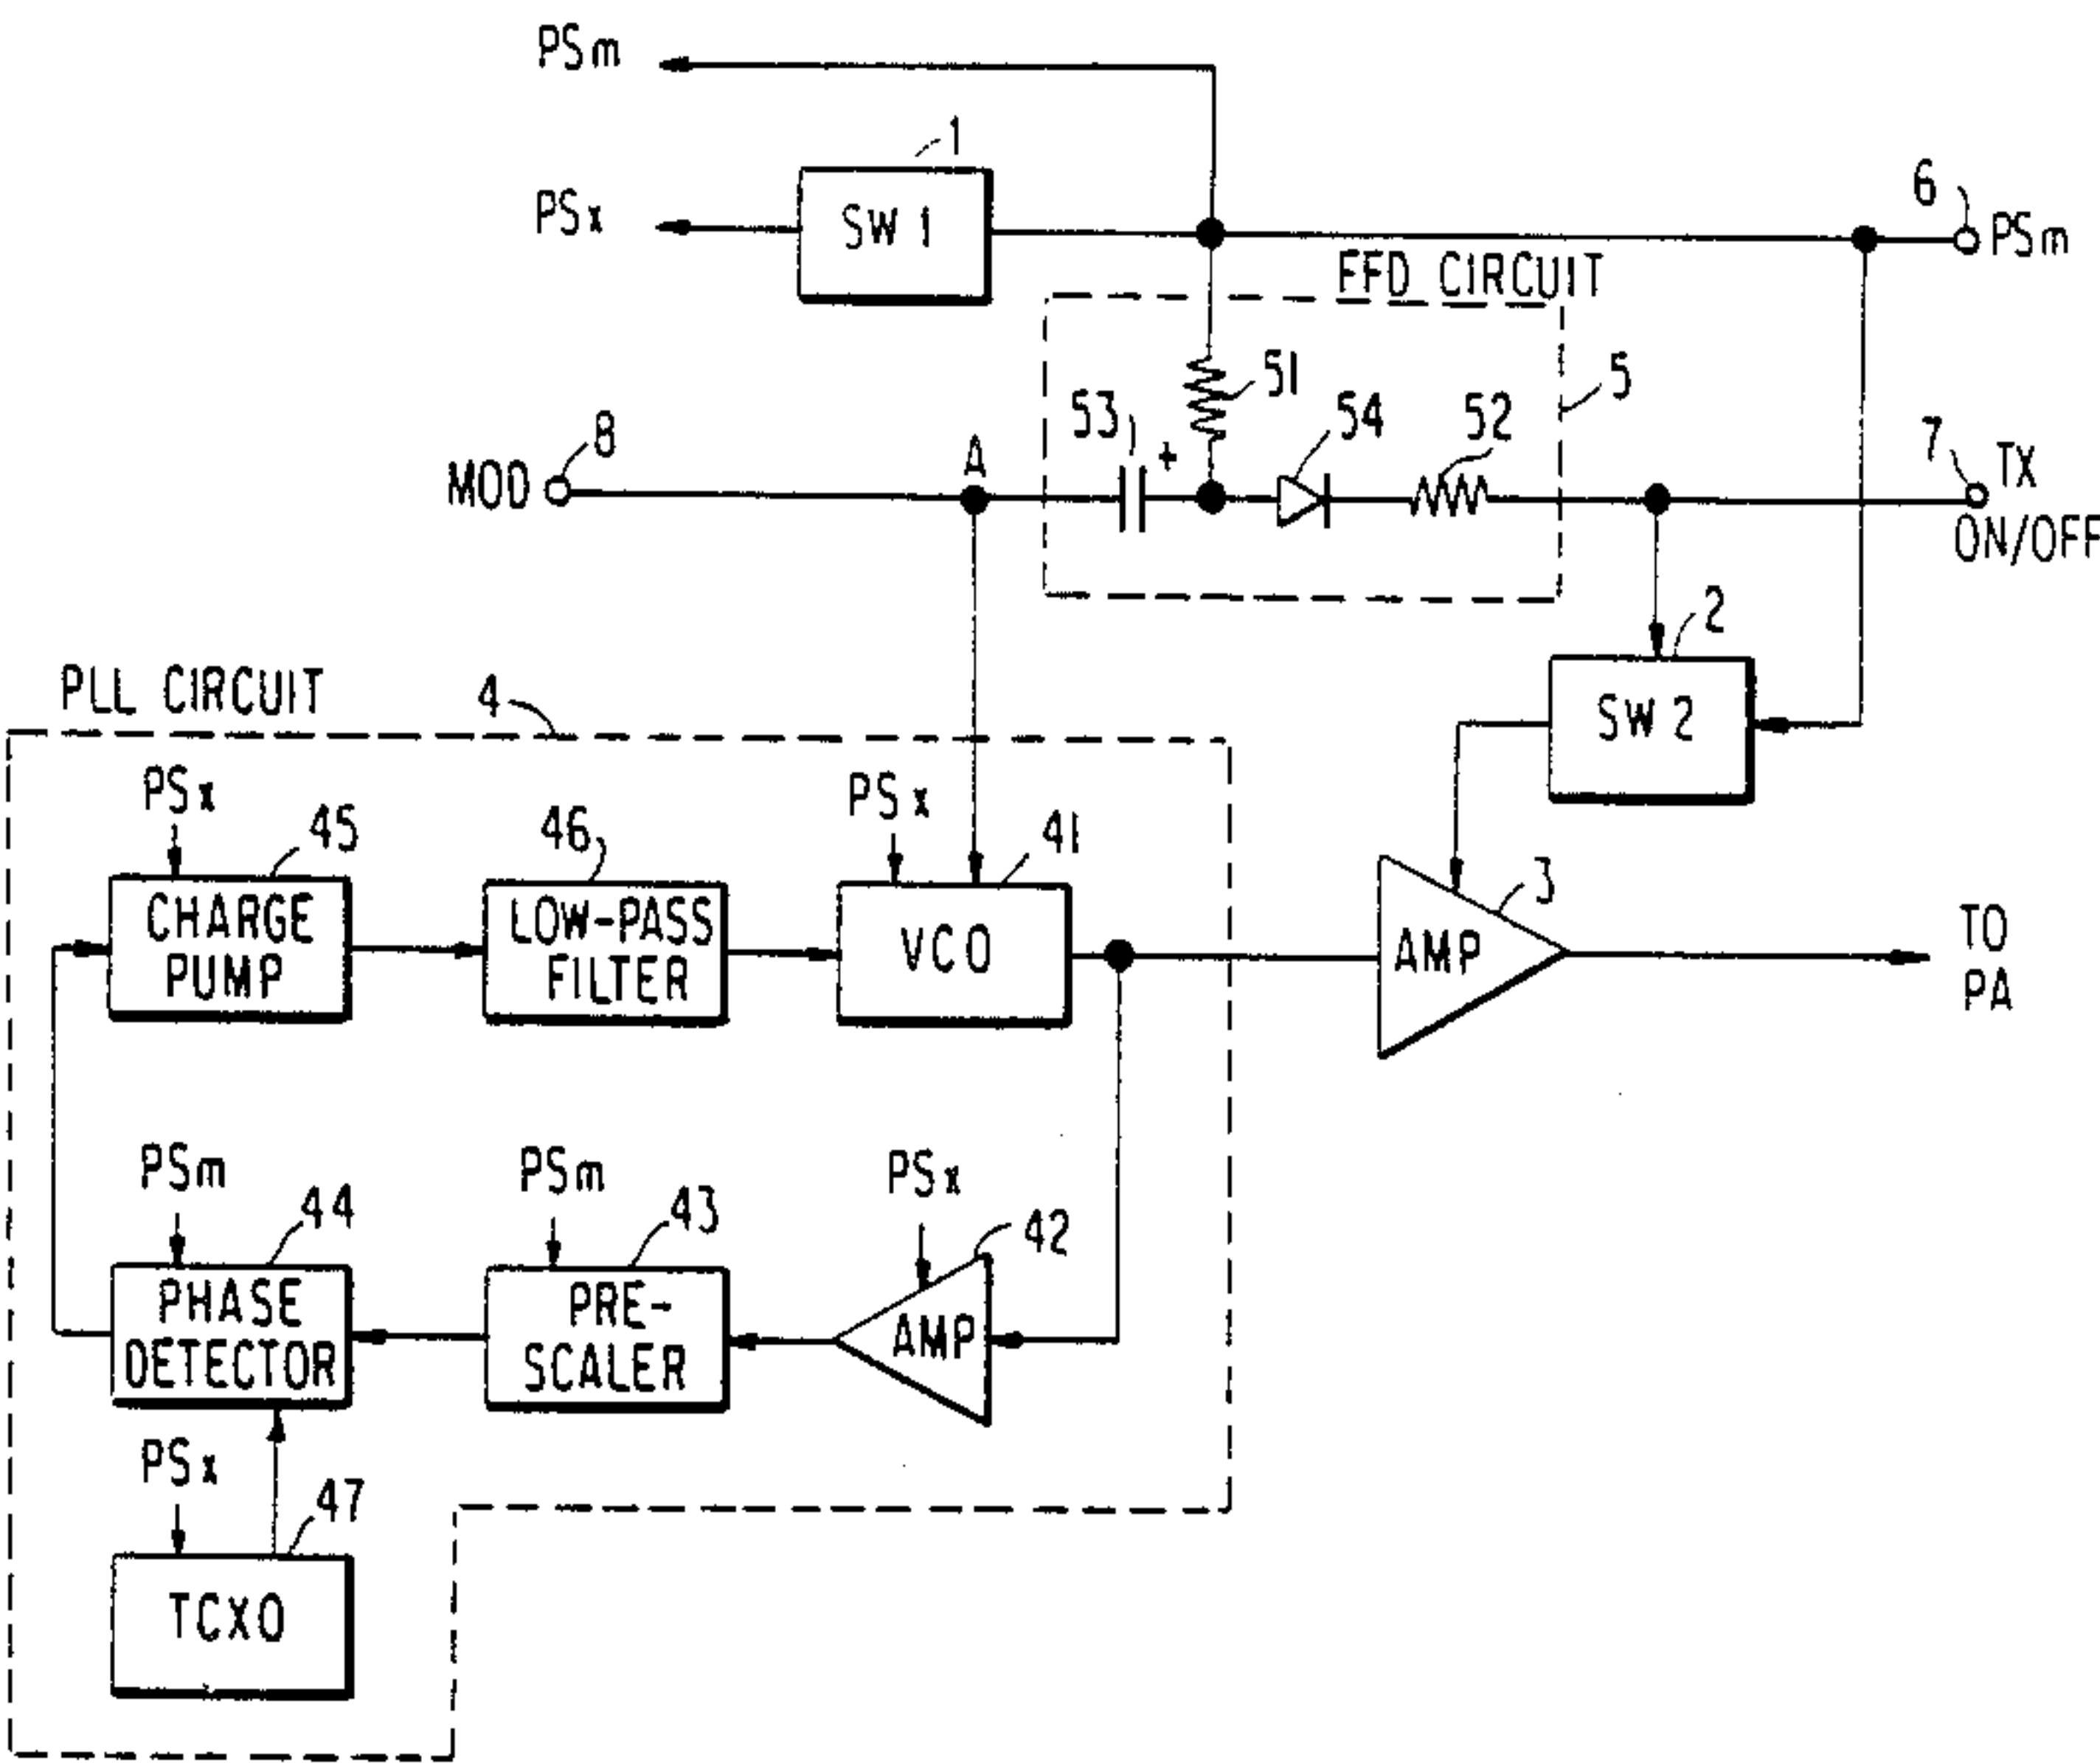 PSm
1
PSx
SW 1
6
PSm
FFD CIRCUIT
51
5
53
+
54
52
8
MOD
A
7
TX
ON/OFF
2
SW 2
PLL CIRCUIT
4
PSx
45
CHARGE
PUMP
46
LOW-PASS
FILTER
PSx
41
VCO
3
AMP
TO
PA
PSm
44
PHASE
DETECTOR
PSm
43
PRE-
SCALER
PSx
42
AMP
PSx
47
TCXO